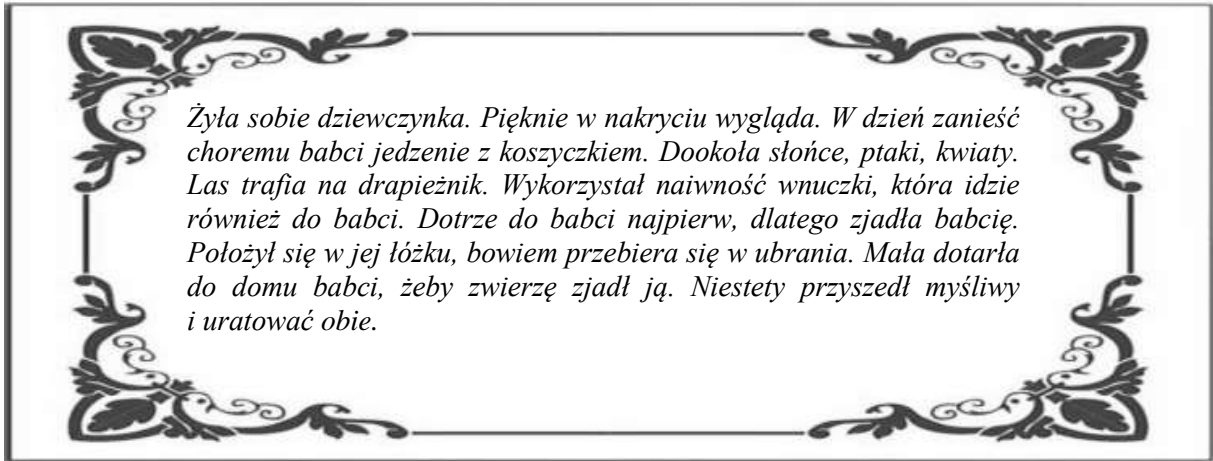 Żyła sobie dziewczynka. Pięknie w nakryciu wygląda. W dzień zanieść
choremu babci jedzenie z koszyczkiem. Dookoła słońce, ptaki, kwiaty.
Las trafia na drapieżnik. Wykorzystał naiwność wnuczki, która idzie
również do babci. Dotrze do babci najpierw, dlatego zjadła babcię.
Położył się w jej łóżku, bowiem przebiera się w ubrania. Mała dotarła
do domu babci, żeby zwierzę zjadł ją. Niestety przyszedł myśliwy
i uratować obie.